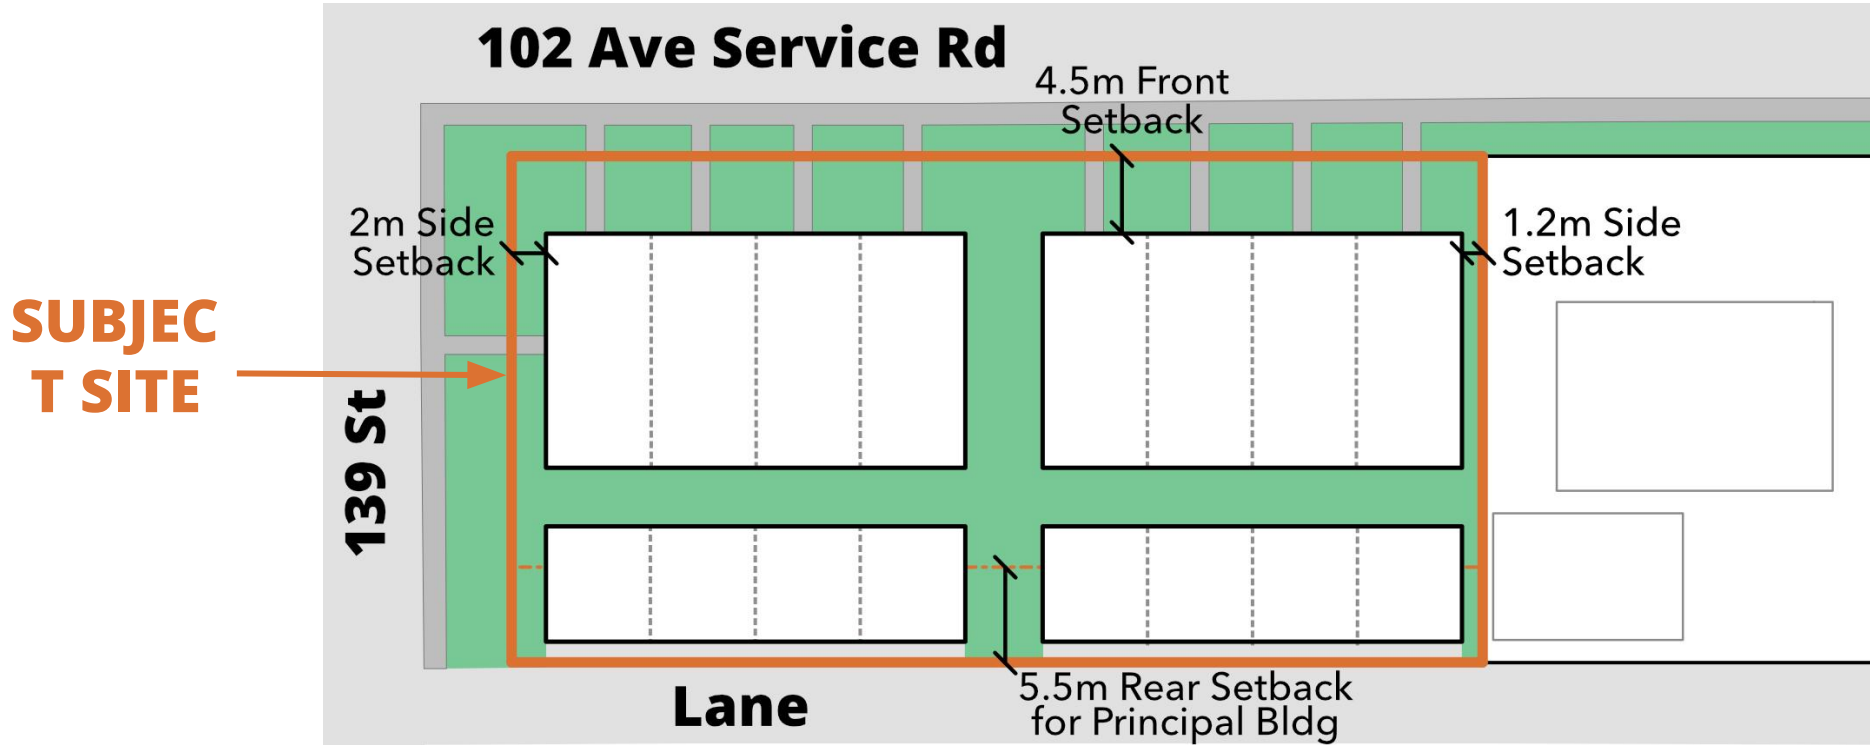 102 Ave Service Rd
4.5m Front
Setback
2m Side
Setback
1.2m Side
Setback
SUBJEC
T SITE
139 St
5.5m Rear Setback
for Principal Bldg
Lane